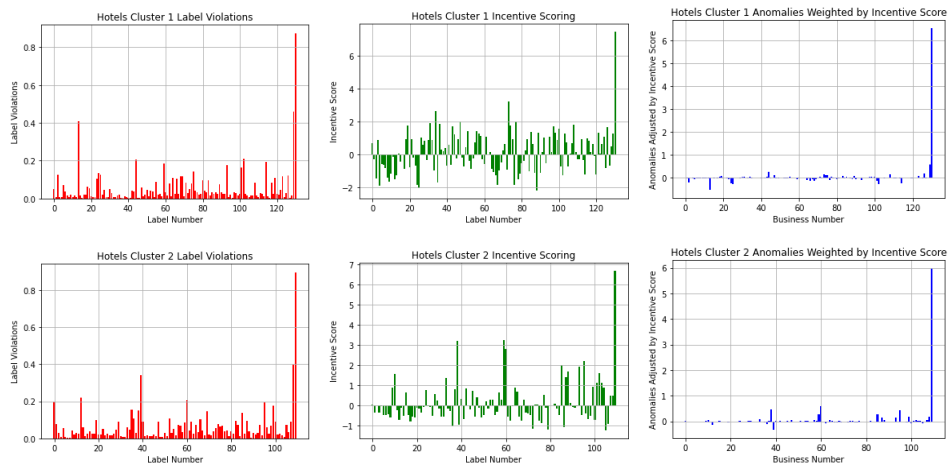 Hotels Cluster 1 Label Violations
Label Violations
0.8
0.6
0.4
0.2
0.0
0 20 40 60 80 100 120
Label Number
Hotels Cluster 1 Incentive Scoring
Incentive Score
6
4
2
0
−2
0 20 40 60 80 100 120
Label Number
Hotels Cluster 1 Anomalies Weighted by Incentive Score
Anomalies Adjusted by Incentive Score
6
5
4
3
2
1
0
0 20 40 60 80 100 120
Business Number
Hotels Cluster 2 Label Violations
Label Violations
0.8
0.6
0.4
0.2
0.0
0 20 40 60 80 100
Label Number
Hotels Cluster 2 Incentive Scoring
Incentive Score
7
6
5
4
3
2
1
0
−1
0 20 40 60 80 100
Label Number
Hotels Cluster 2 Anomalies Weighted by Incentive Score
Anomalies Adjusted by Incentive Score
6
5
4
3
2
1
0
0 20 40 60 80 100
Business Number